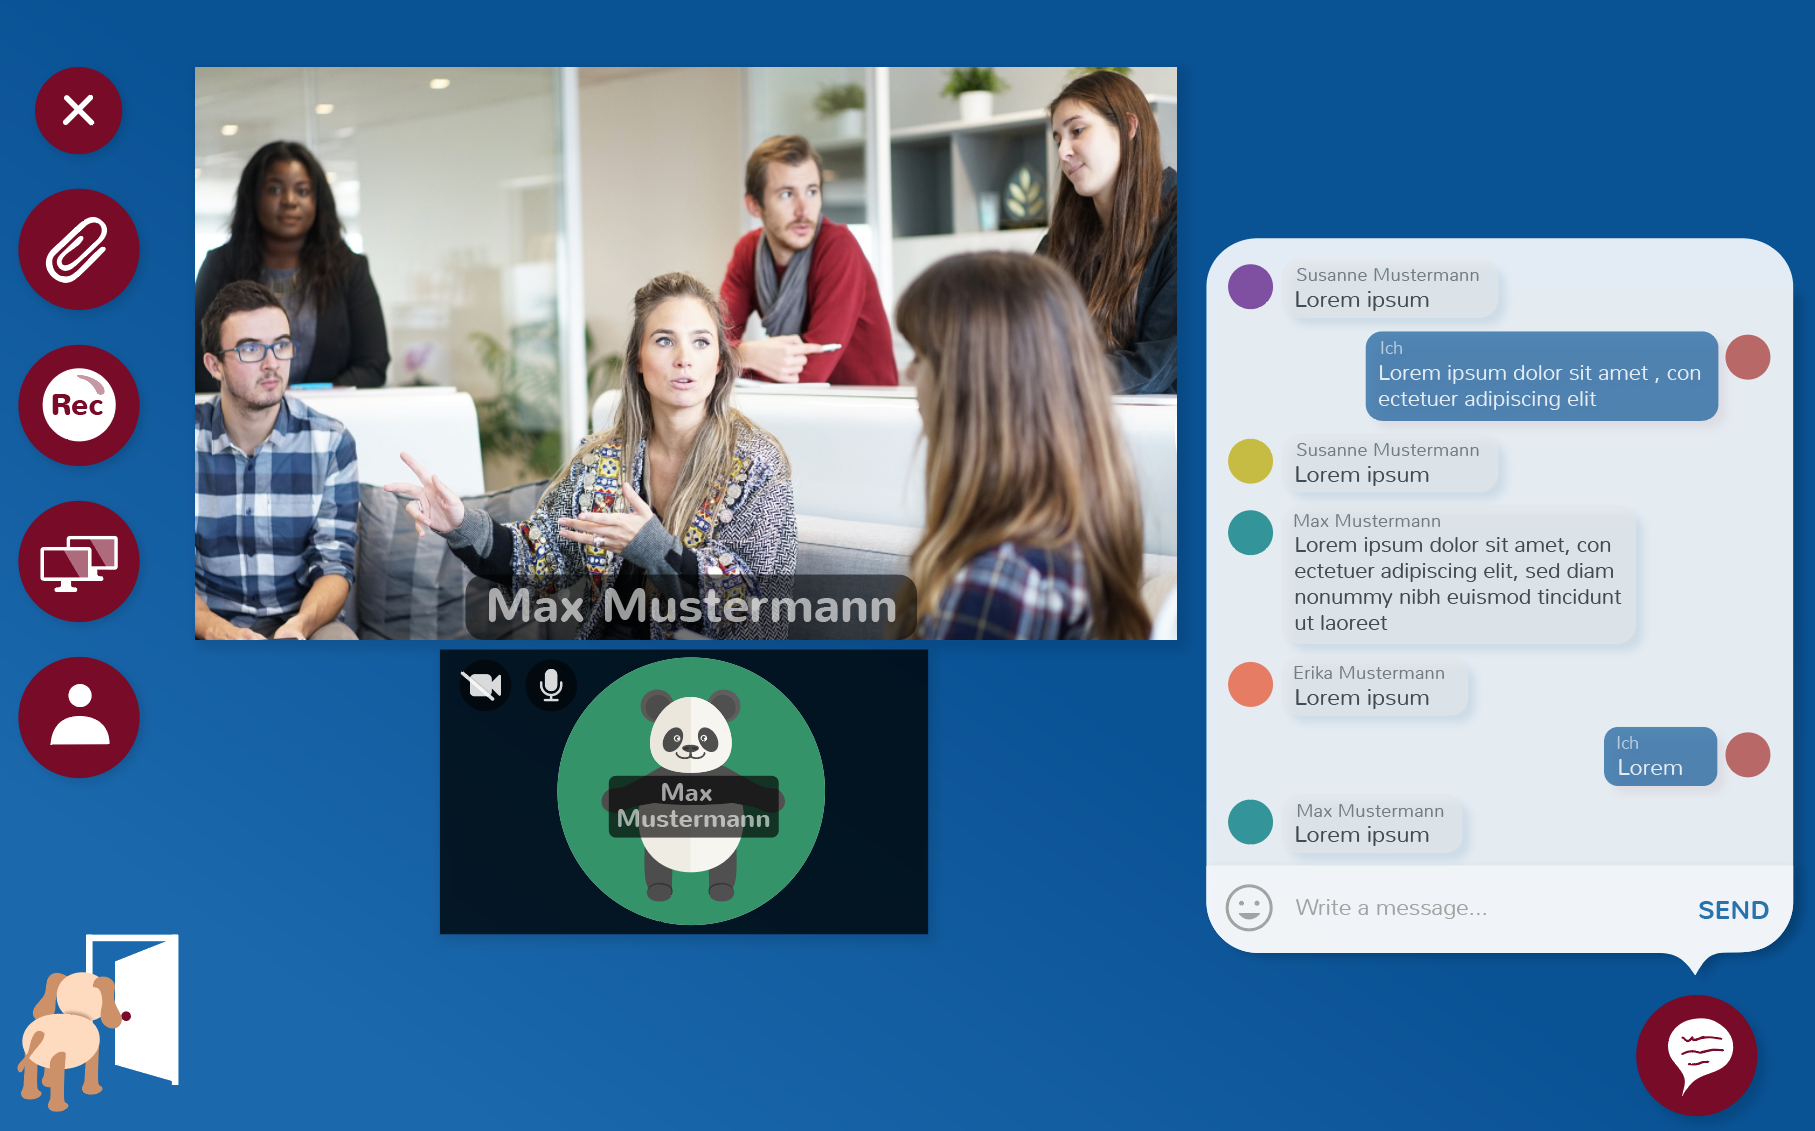 Rec
Max Mustermann
Max
Mustermann
Susanne Mustermann
Lorem ipsum
Ich
Lorem ipsum dolor sit amet , con
ectetuer adipiscing elit
Susanne Mustermann
Lorem ipsum
Max Mustermann
Lorem ipsum dolor sit amet, con
ectetuer adipiscing elit, sed diam
nonummy nibh euismod tincidunt
ut laoreet
Erika Mustermann
Lorem ipsum
Ich
Lorem
Max Mustermann
Lorem ipsum
Write a message...
SEND